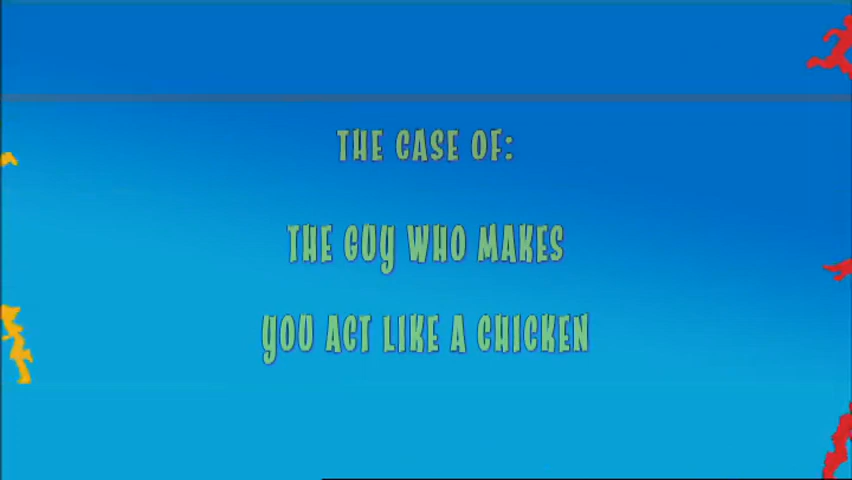 THE CASE OF:
THE GUY WHO MAKES
YOU ACT LIKE A CHICKEN